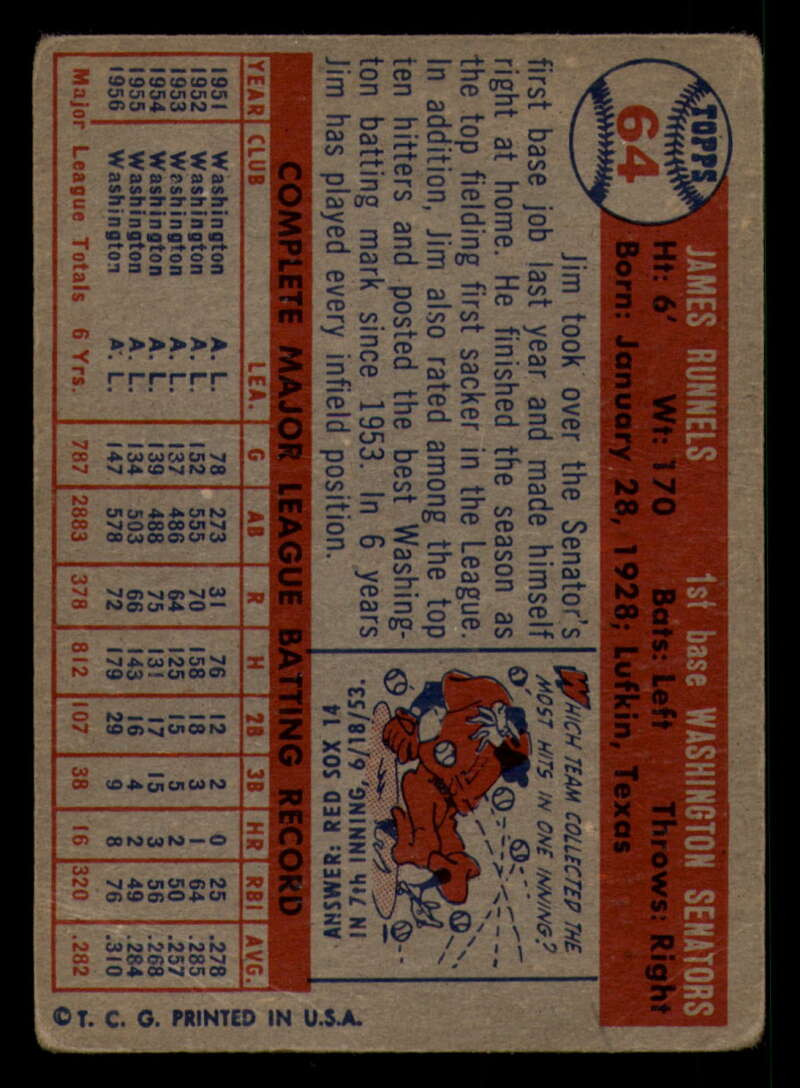 TOPPS
64
JAMES RUNNELS 1st base WASHINGTON SENATORS
Ht: 6' Wt: 170 Bats: Left Throws: Right
Born: January 28, 1928; Lufkin, Texas
Jim took over the Senator's
first base job last year and made himself
right at home. He finished the season as
the top fielding first sacker in the League.
In addition, Jim also rated among the top
ten hitters and posted the best Washing-
ton batting mark since 1953. In 6 years
Jim has played every infield position.
WHICH TEAM COLLECTED THE
MOST HITS IN ONE INNING?
ANSWER: RED SOX 14
IN 7TH INNING, 6/18/53.
COMPLETE MAJOR LEAGUE BATTING RECORD
YEAR CLUB LEA. G AB R H 2B 3B HR RBI AVG.
1951 Washington A. L. 78 273 31 76 12 2 0 25 .278
1952 Washington A. L. 152 555 70 158 18 3 1 64 .285
1953 Washington A. L. 137 486 64 125 15 5 2 50 .257
1954 Washington A. L. 139 488 75 131 17 15 3 56 .268
1955 Washington A. L. 134 503 66 143 16 4 2 49 .284
1956 Washington A. L. 147 578 72 179 29 9 8 76 .310
Major League Totals 6 Yrs. 787 2883 378 812 107 38 16 320 .282
© T. C. G. PRINTED IN U.S.A.